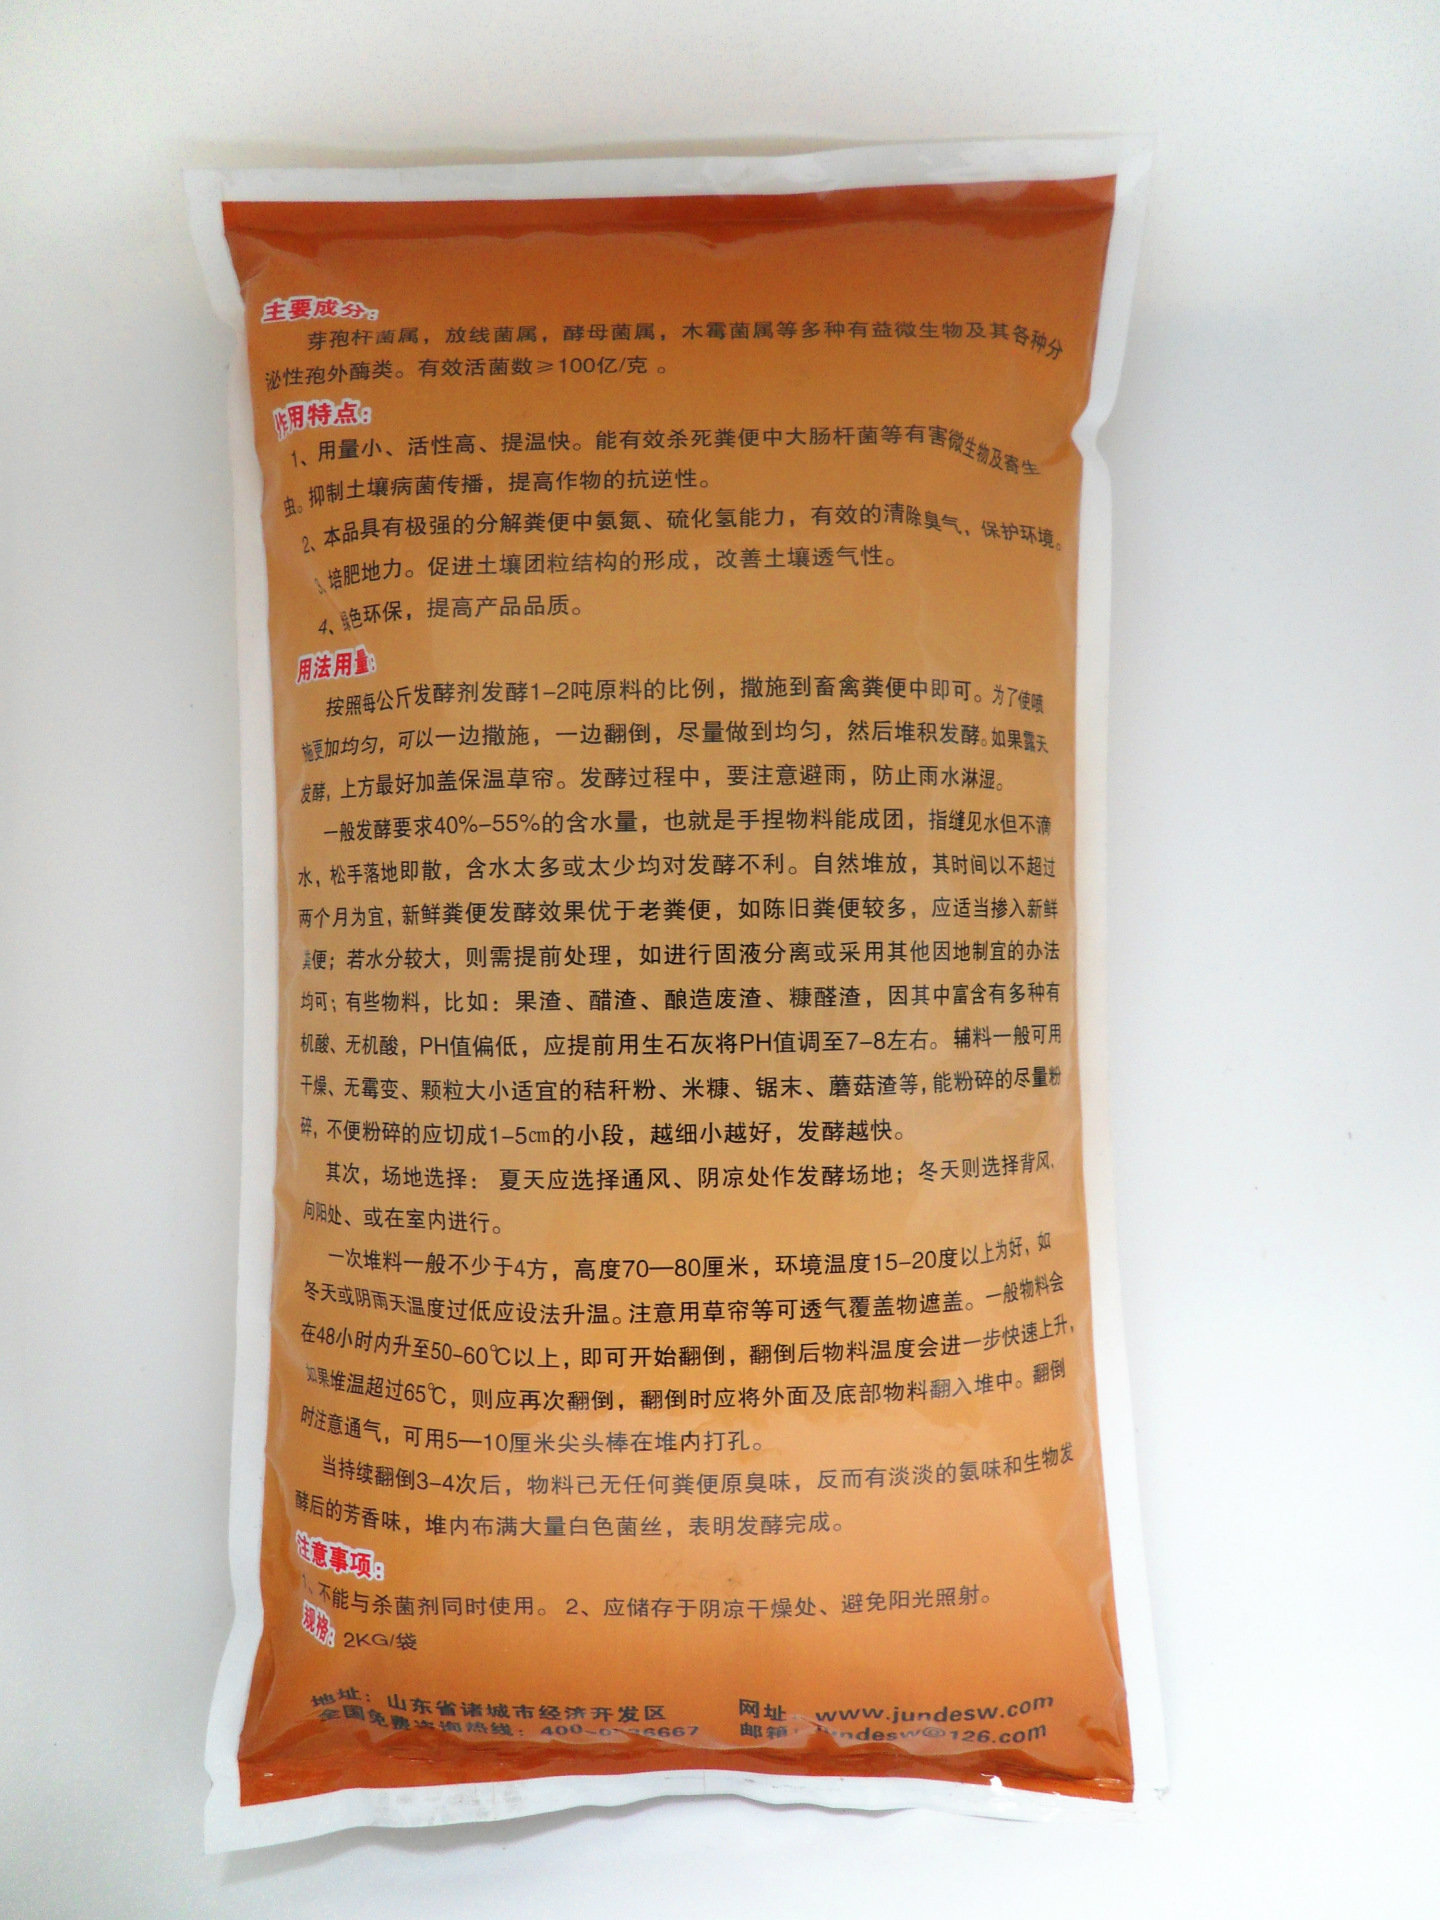 主要成分：
芽孢杆菌属，放线菌属，酵母菌属，木霉菌属等多种有益微生物及其各种分
泌性孢外酶类。有效活菌数≥100亿/克 。
作用特点：
1、用量小、活性高、提温快。能有效杀死粪便中大肠杆菌等有害微生物及寄生
虫。抑制土壤病菌传播，提高作物的抗逆性。
2、本品具有极强的分解粪便中氨氮、硫化氢能力，有效的清除臭气，保护环境。
3、培肥地力。促进土壤团粒结构的形成，改善土壤透气性。
4、绿色环保，提高产品品质。
用法用量：
按照每公斤发酵剂发酵1-2吨原料的比例，撒施到畜禽粪便中即可。为了使喷
施更加均匀，可以一边撒施，一边翻倒，尽量做到均匀，然后堆积发酵。如果露天
发酵，上方最好加盖保温草帘。发酵过程中，要注意避雨，防止雨水淋湿。
一般发酵要求40%-55%的含水量，也就是手捏物料能成团，指缝见水但不滴
水，松手落地即散，含水太多或太少均对发酵不利。自然堆放，其时间以不超过
两个月为宜，新鲜粪便发酵效果优于老粪便，如陈旧粪便较多，应适当掺入新鲜
粪便；若水分较大，则需提前处理，如进行固液分离或采用其他因地制宜的办法
均可；有些物料，比如：果渣、醋渣、酿造废渣、糠醛渣，因其中富含有多种有
机酸、无机酸，PH值偏低，应提前用生石灰将PH值调至7-8左右。辅料一般可用
干燥、无霉变、颗粒大小适宜的秸秆粉、米糠、锯末、蘑菇渣等，能粉碎的尽量粉
碎，不便粉碎的应切成1-5㎝的小段，越细小越好，发酵越快。
其次，场地选择：夏天应选择通风、阴凉处作发酵场地；冬天则选择背风，
向阳处、或在室内进行。
一次堆料一般不少于4方，高度70—80厘米，环境温度15-20度以上为好，如
冬天或阴雨天温度过低应设法升温。注意用草帘等可透气覆盖物遮盖。一般物料会
在48小时内升至50-60℃以上，即可开始翻倒，翻倒后物料温度会进一步快速上升，
如果堆温超过65℃，则应再次翻倒，翻倒时应将外面及底部物料翻入堆中。翻倒
时注意通气，可用5—10厘米尖头棒在堆内打孔。
当持续翻倒3-4次后，物料已无任何粪便原臭味，反而有淡淡的氨味和生物发
酵后的芳香味，堆内布满大量白色菌丝，表明发酵完成。
注意事项：
1、不能与杀菌剂同时使用。 2、应储存于阴凉干燥处、避免阳光照射。
规格：2KG/袋
地址：山东省诸城市经济开发区 网址：www.jundesw.com
全国免费咨询热线： 邮箱：jundesw@126.com